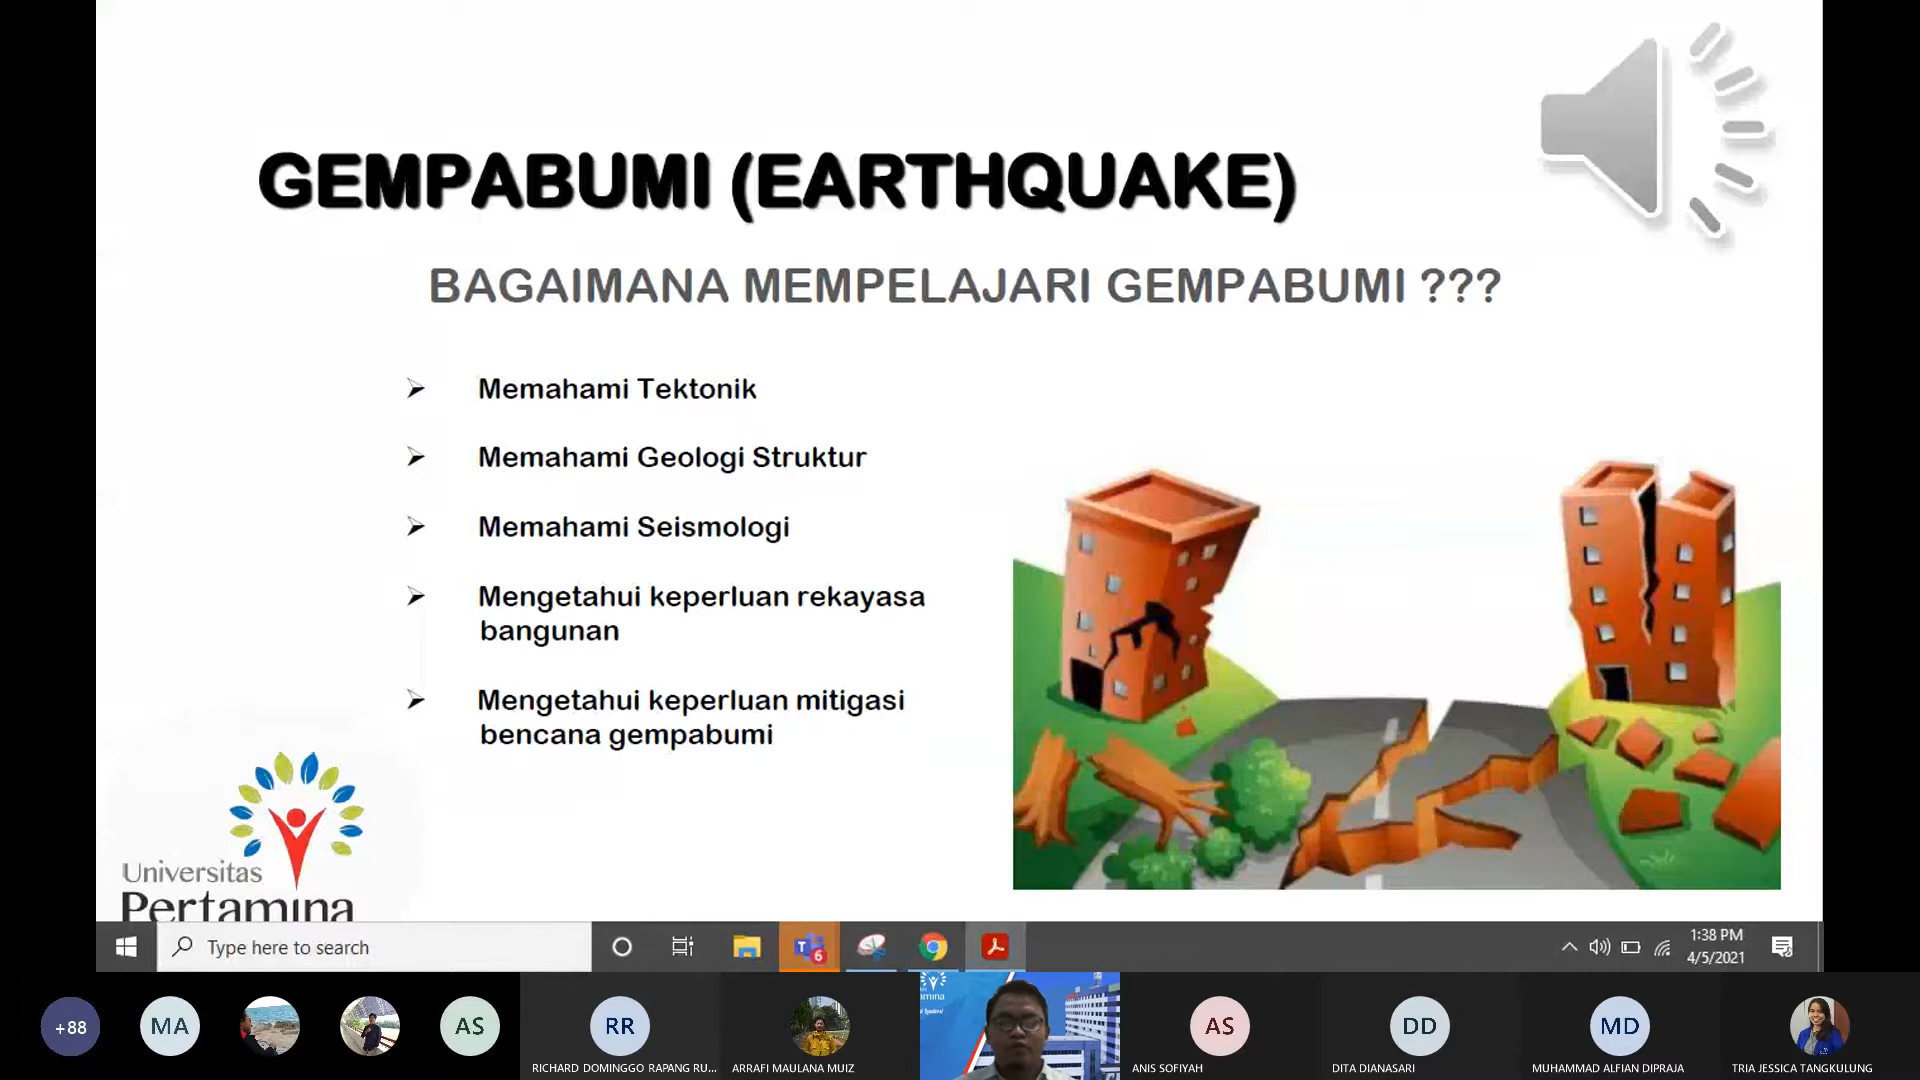 GEMPABUMI (EARTHQUAKE)
BAGAIMANA MEMPELAJARI GEMPABUMI ???
Memahami Tektonik
Memahami Geologi Struktur
Memahami Seismologi
Mengetahui keperluan rekayasa
bangunan
Mengetahui keperluan mitigasi
bencana gempabumi
Universitas
Pertamina
Type here to search
6
1:38 PM
4/5/2021
+88
MA
AS
RR
AS
DD
MD
RICHARD DOMINGGO RAPANG RU...
ARRAFI MAULANA MUIZ
ANIS SOFIYAH
DITA DIANASARI
MUHAMMAD ALFIAN DIPRAJA
TRIA JESSICA TANGKULUNG